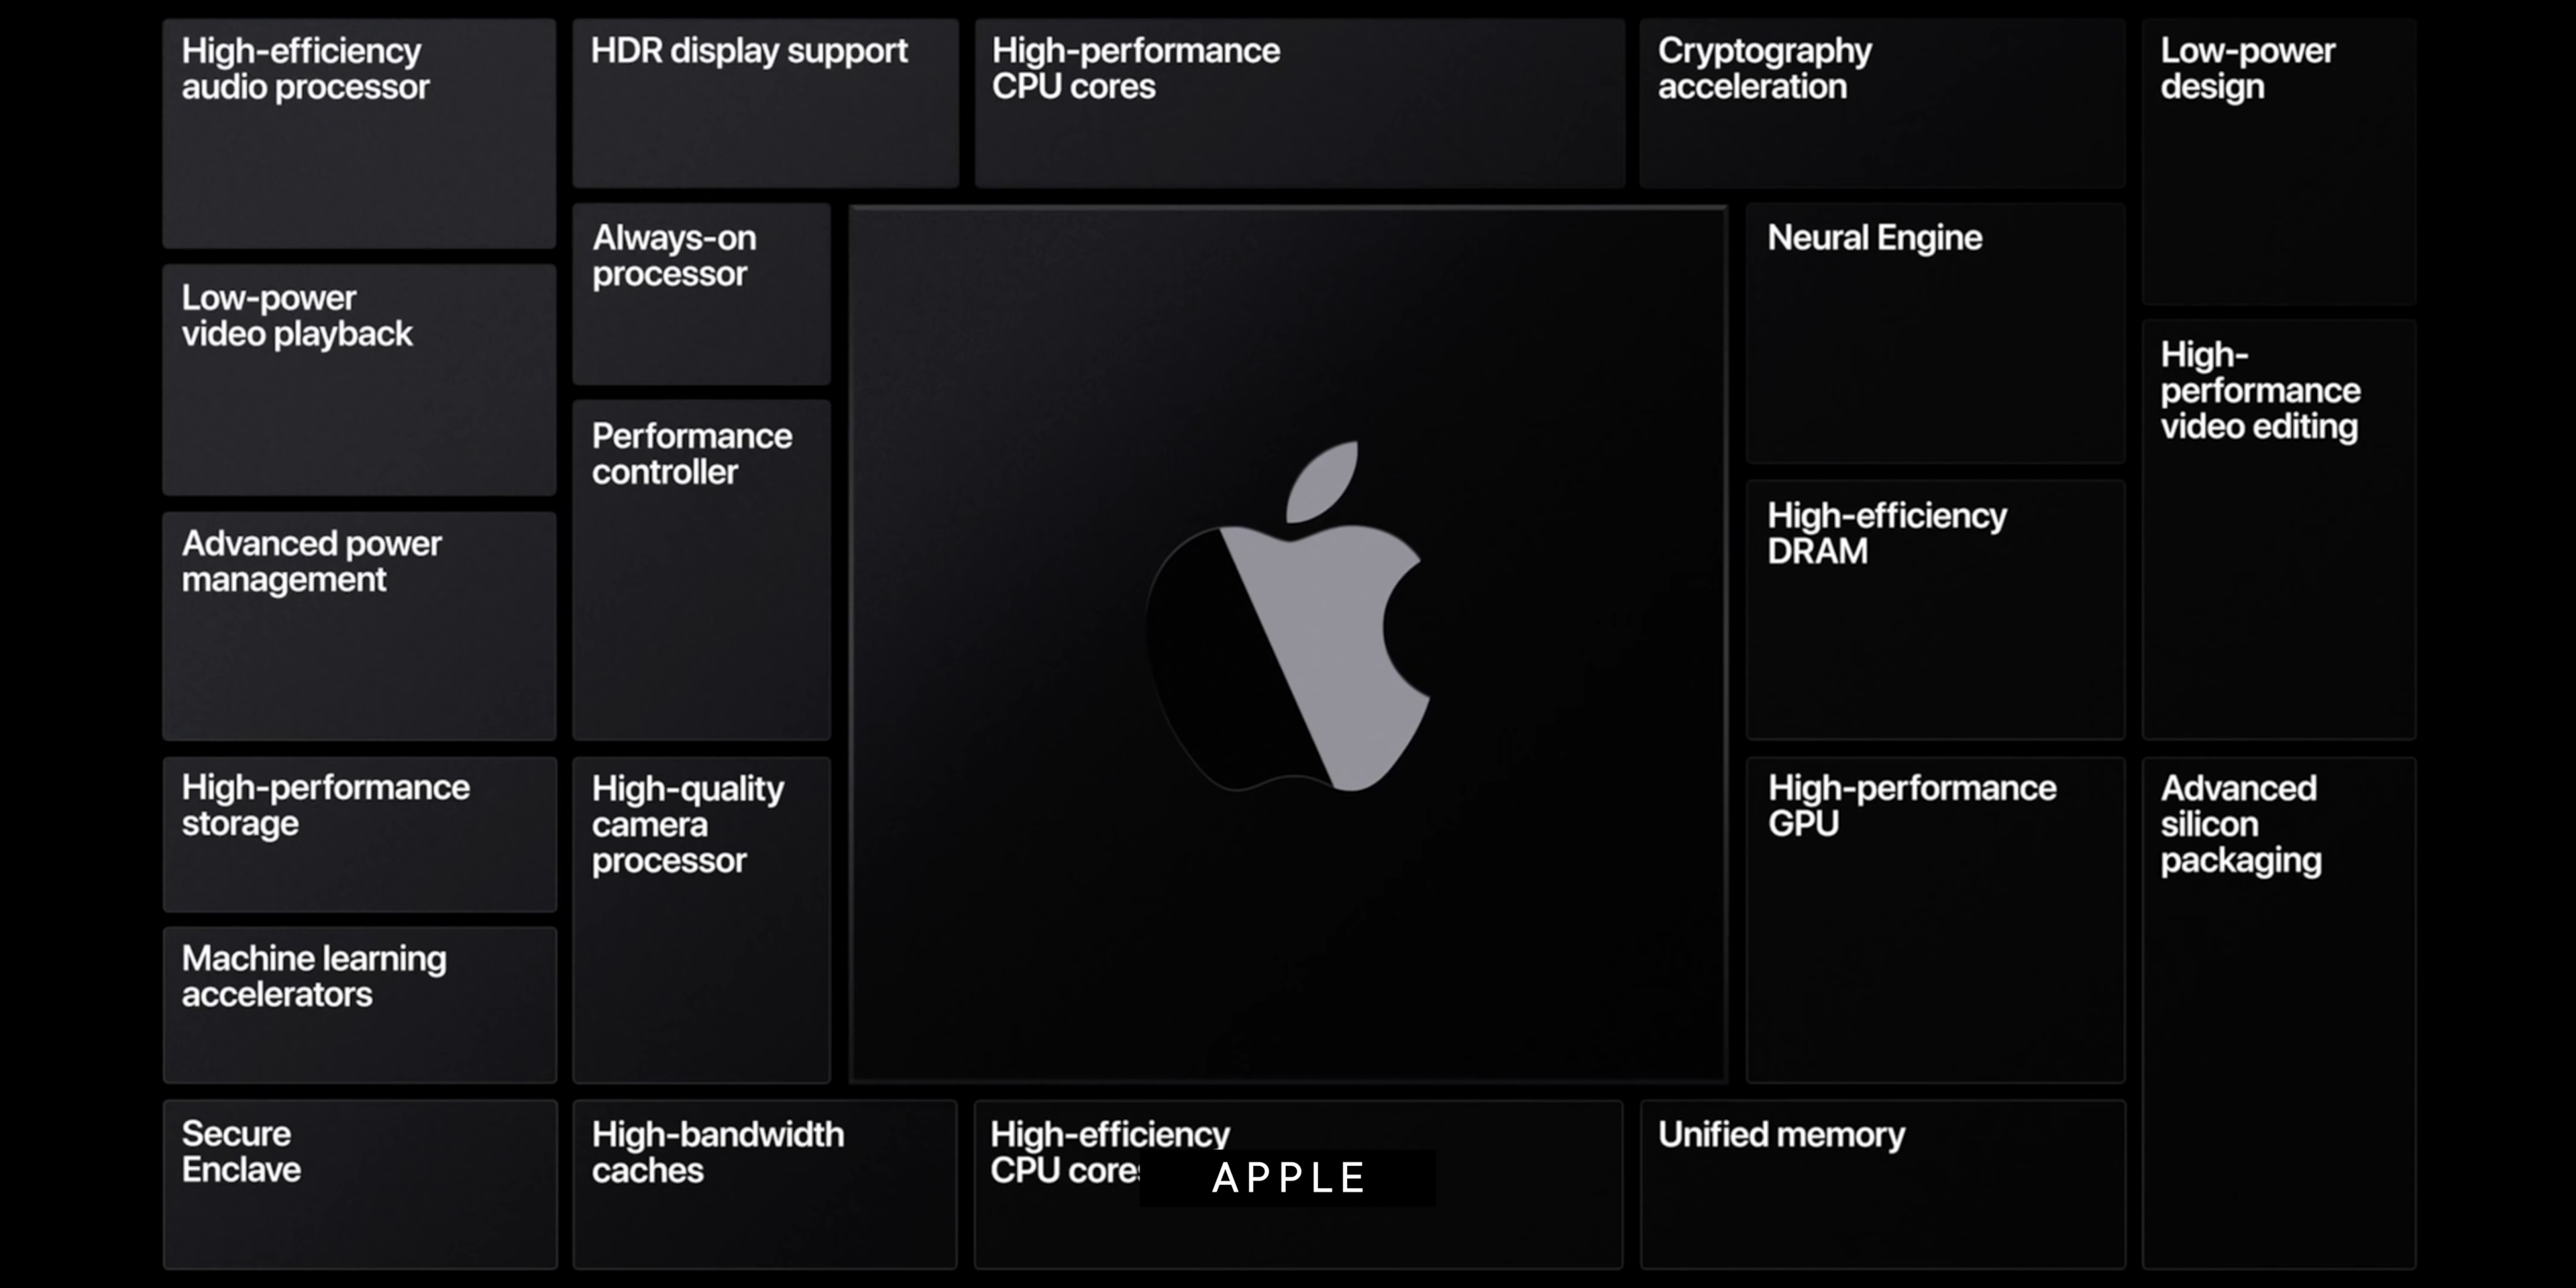 High-efficiency
audio processor
HDR display support
High-performance
CPU cores
Cryptography
acceleration
Low-power
design
Low-power
video playback
Always-on
processor
Neural Engine
High-
performance
video editing
Advanced power
management
Performance
controller
High-efficiency
DRAM
High-performance
storage
High-quality
camera
processor
High-performance
GPU
Advanced
silicon
packaging
Machine learning
accelerators
Secure
Enclave
High-bandwidth
caches
High-efficiency
CPU cores
Unified memory
APPLE